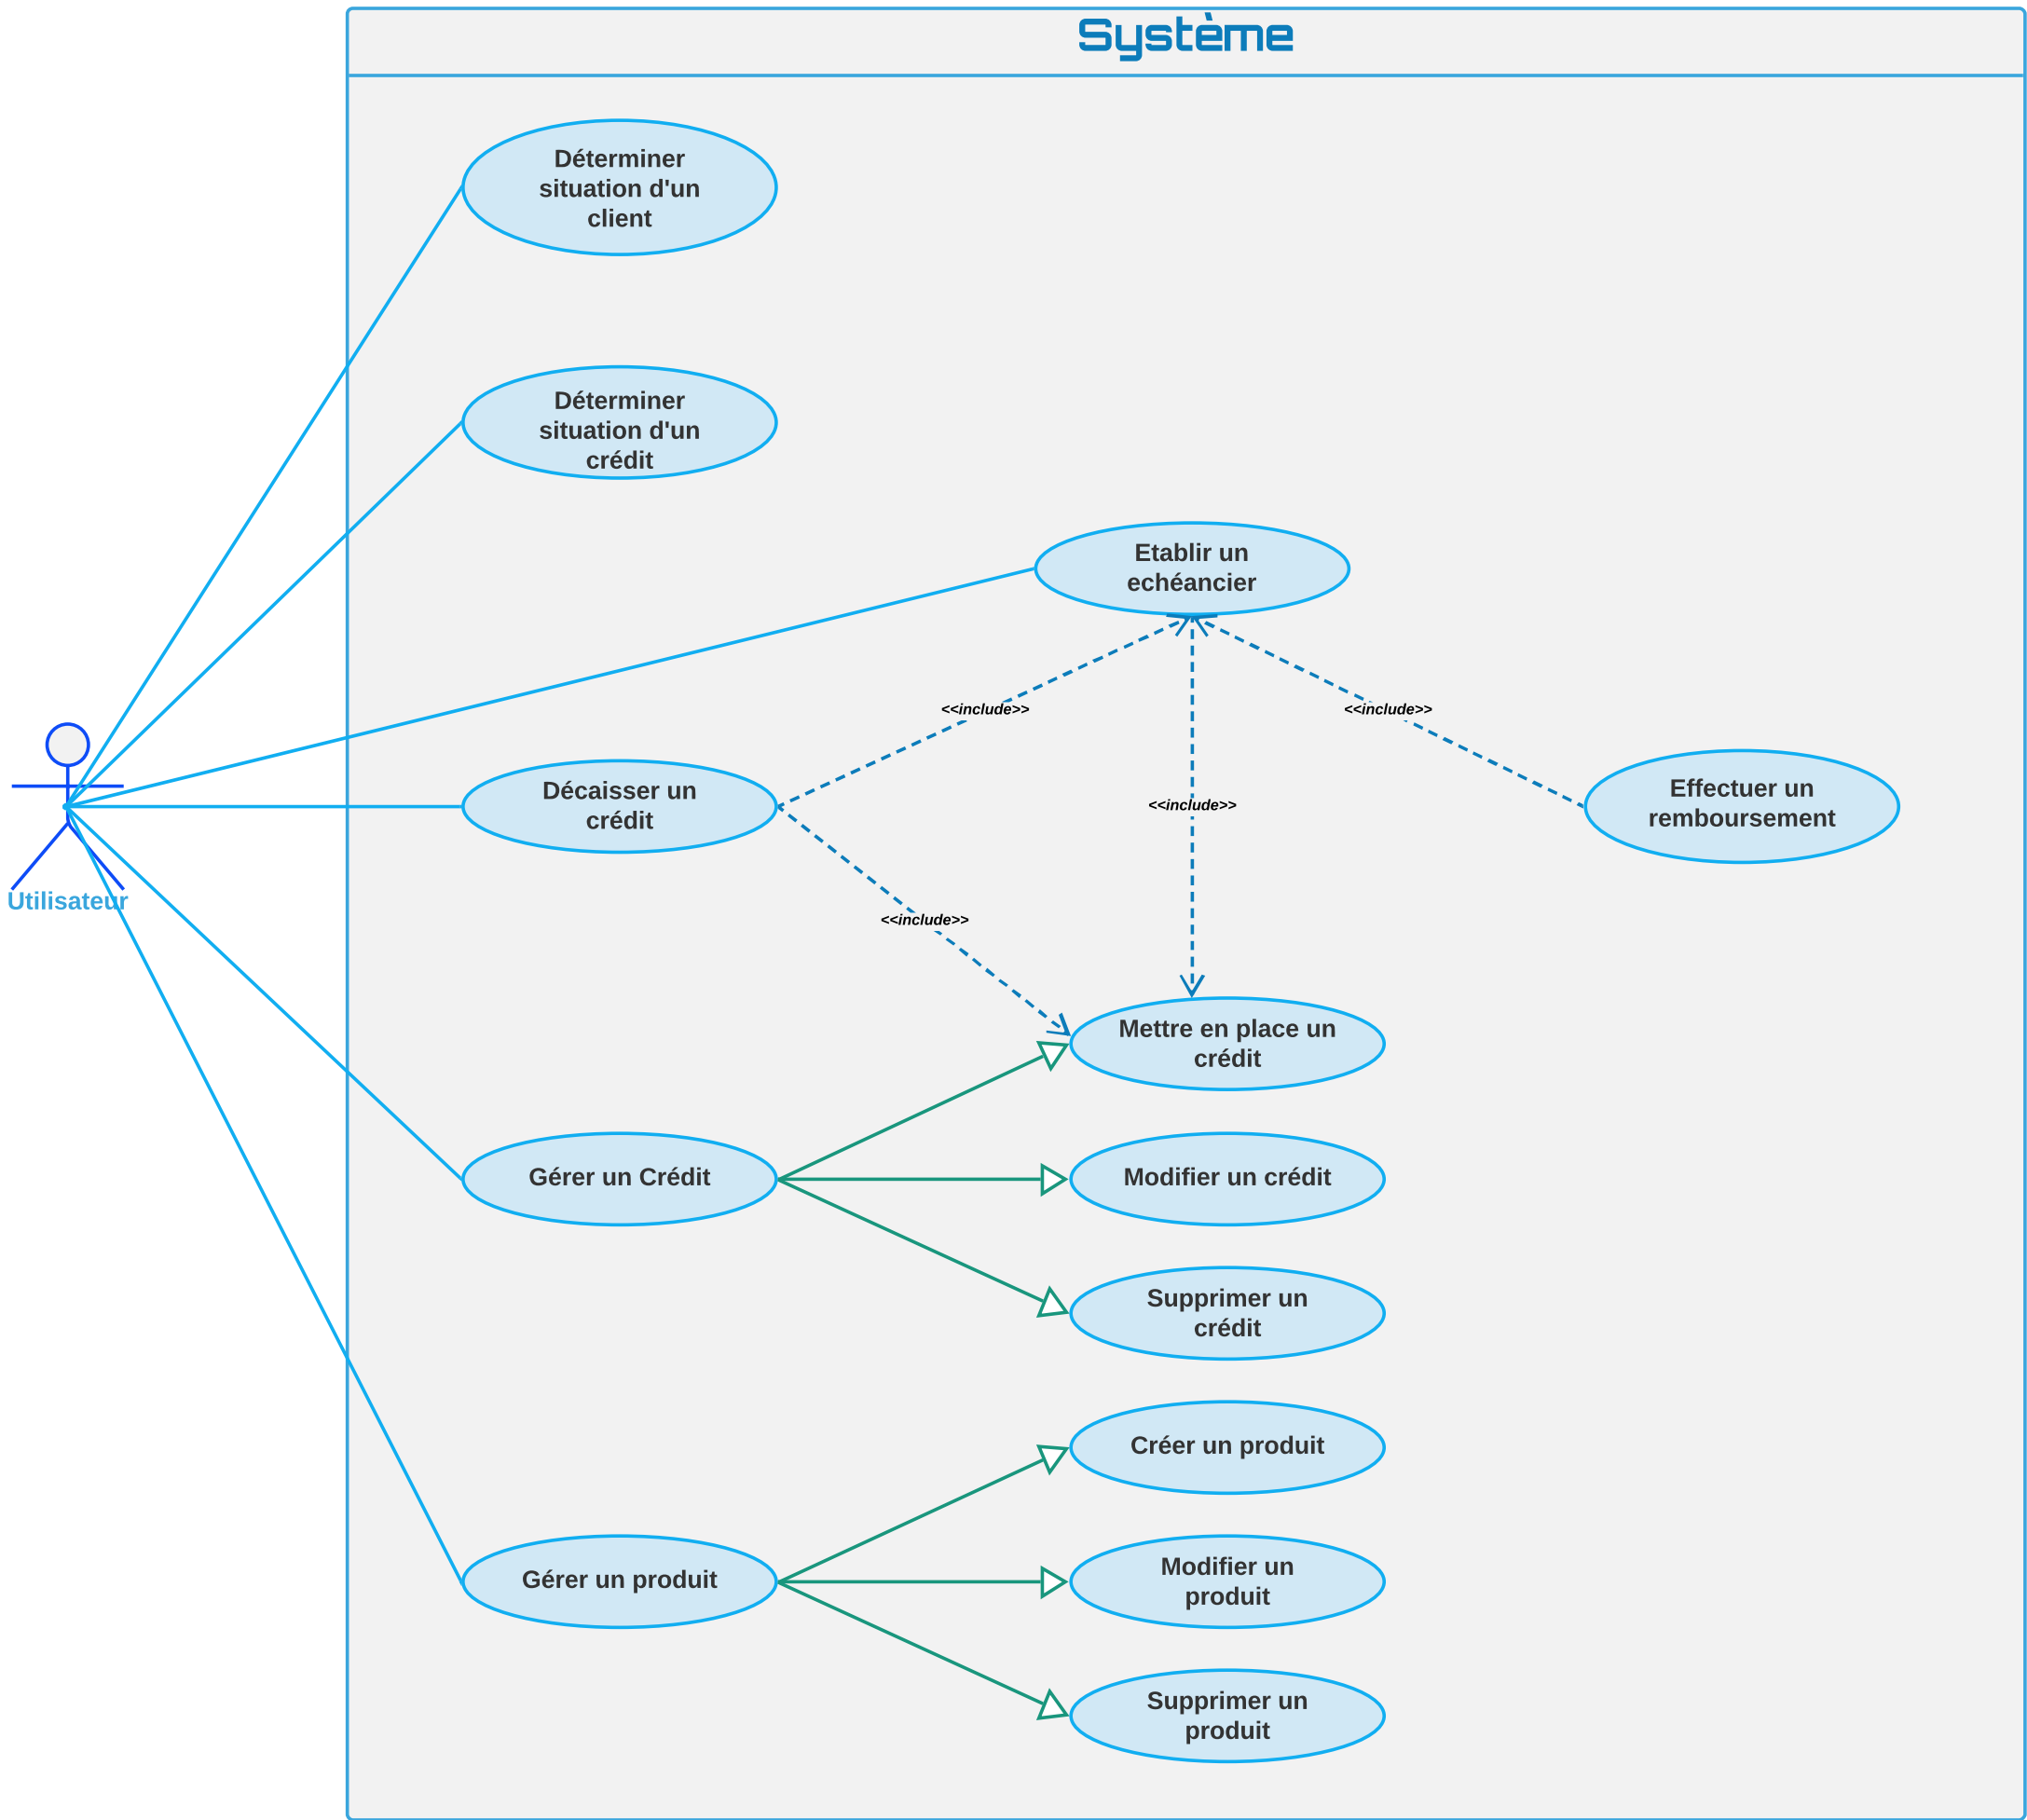 Système
Déterminer
situation d'un
client
Déterminer
situation d'un
crédit
Etablir un
echéancier
<<include>>
<<include>>
Décaisser un
crédit
<<include>>
Effectuer un
remboursement
Utilisateur
<<include>>
Mettre en place un
crédit
Gérer un Crédit
Modifier un crédit
Supprimer un
crédit
Créer un produit
Gérer un produit
Modifier un
produit
Supprimer un
produit